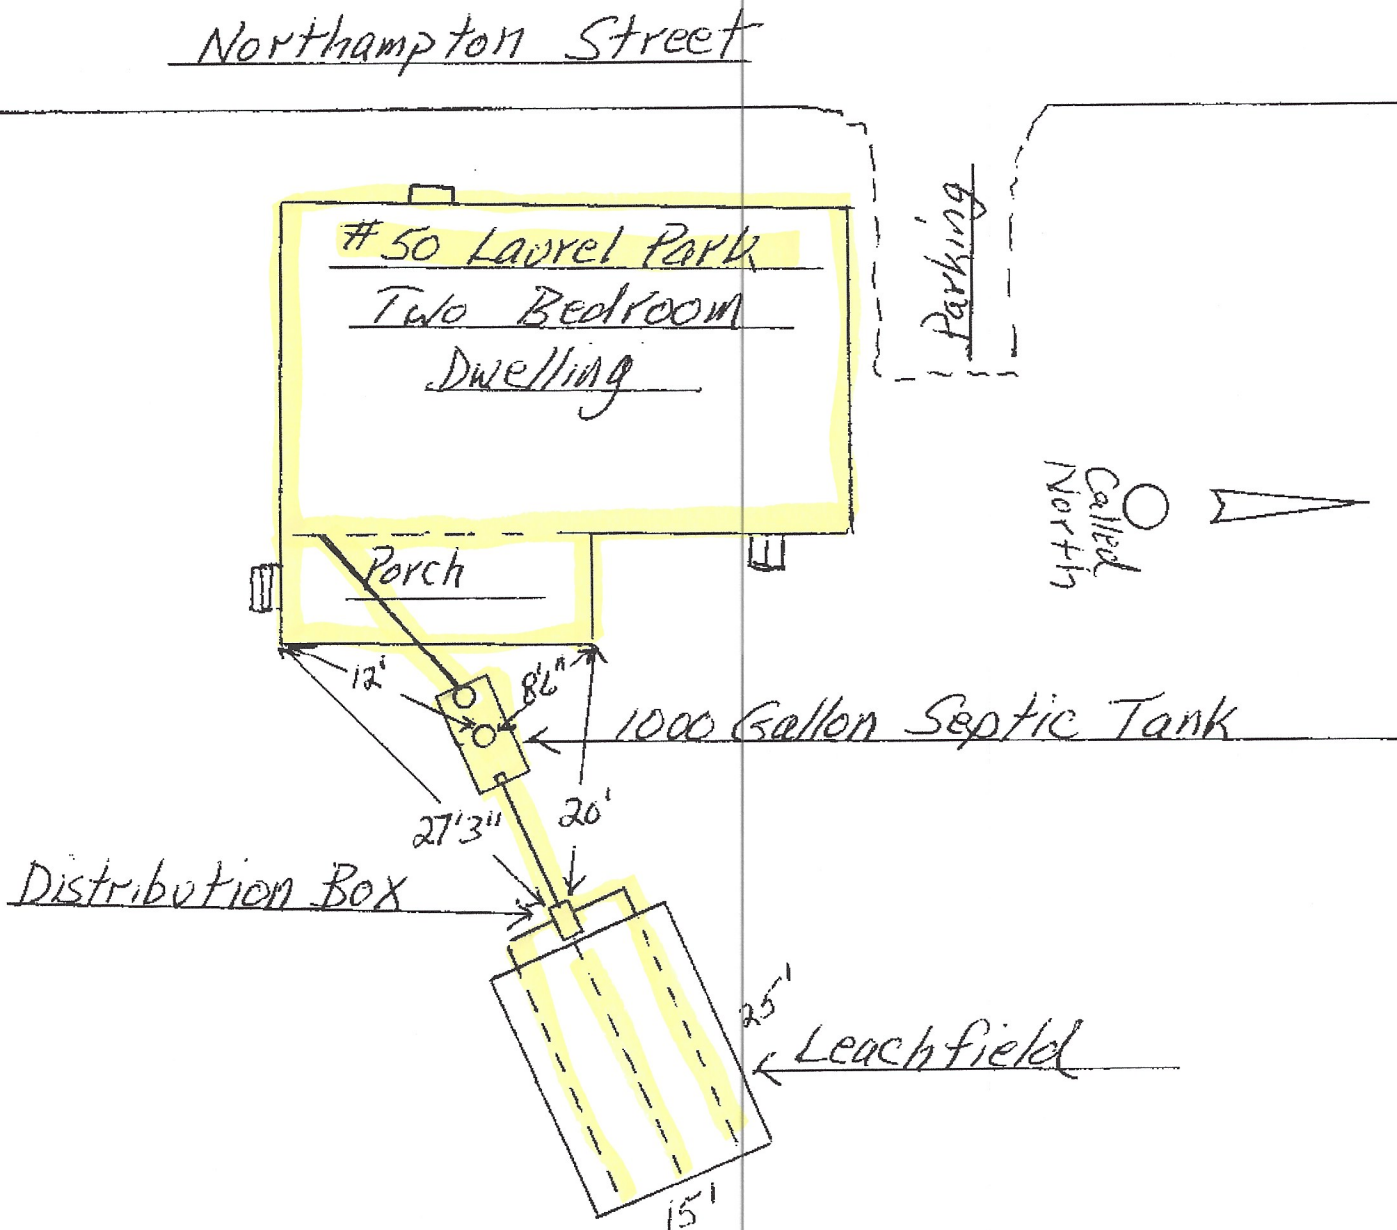 Northampton Street
#50 Laurel Park
Two Bedroom
Dwelling
Parking
Called
North
Porch
12'
8'6"
1000 Gallon Septic Tank
27'3"
20'
Distribution Box
25'
Leachfield
15'